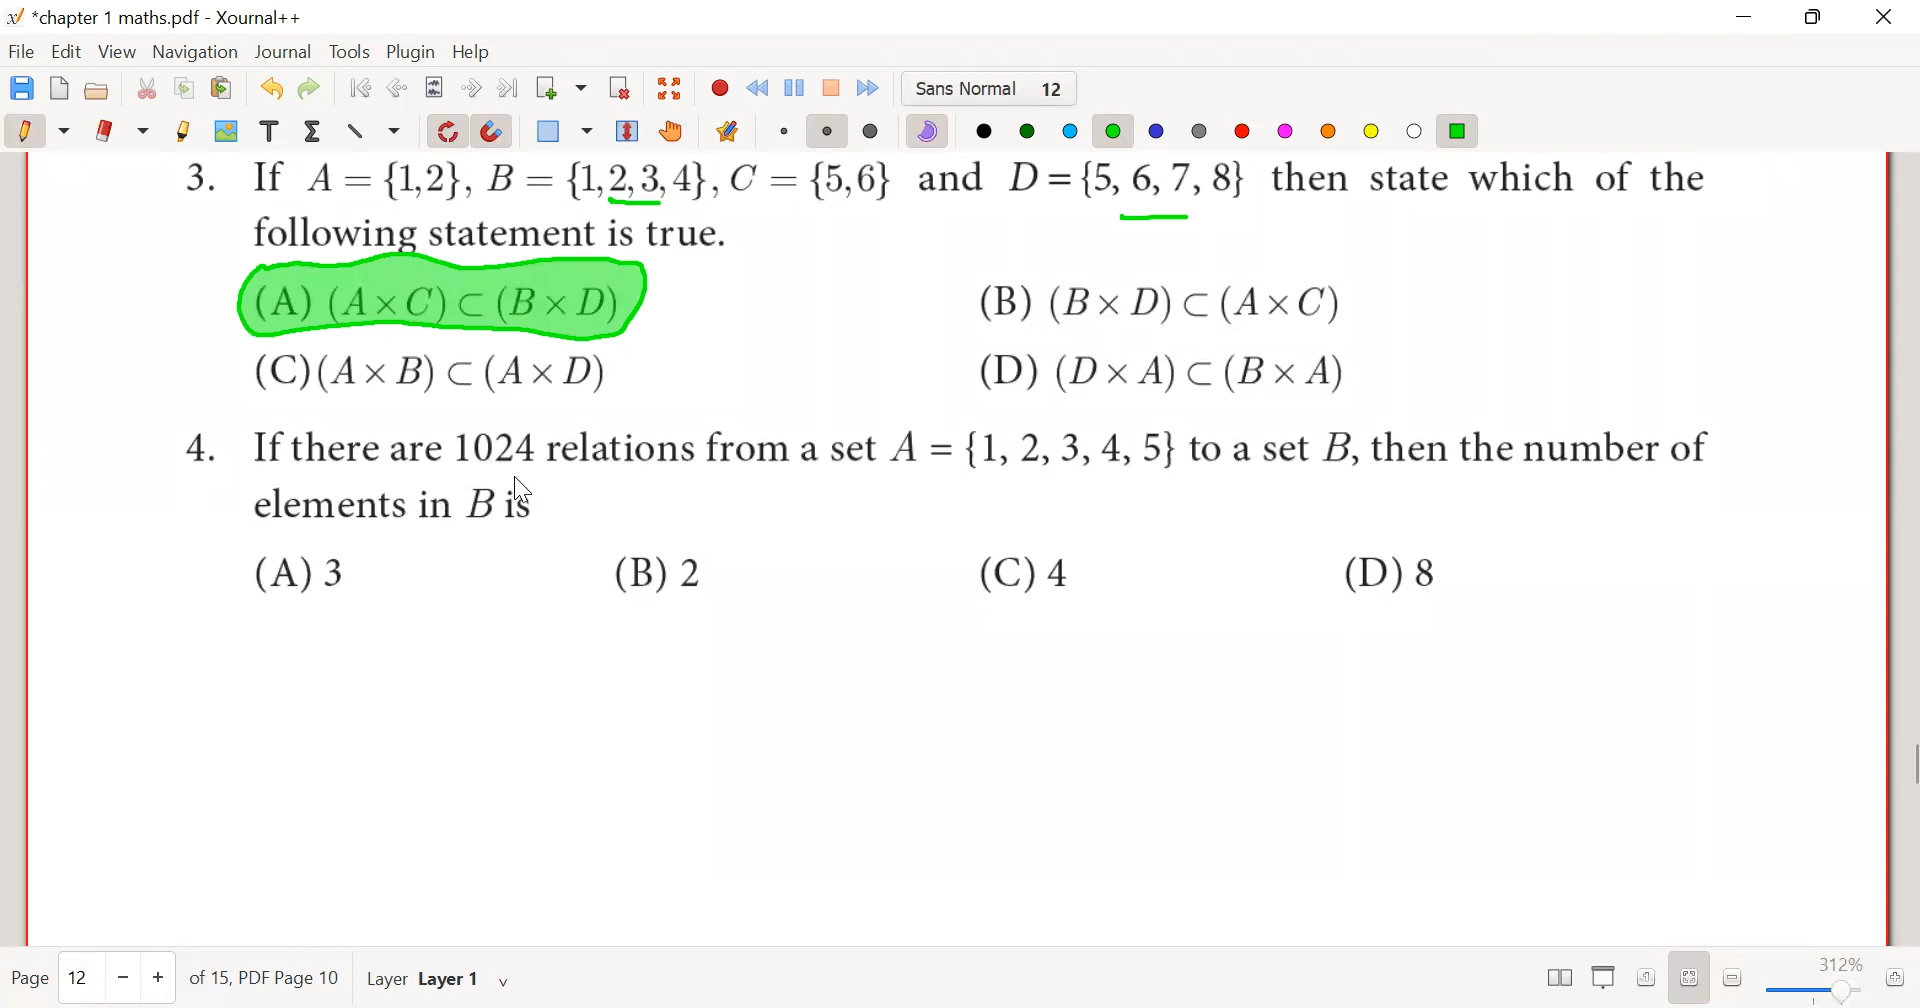 *chapter 1 maths.pdf - Xournal++
File Edit View Navigation Journal Tools Plugin Help
Sans Normal 12
3. If A = {1,2}, B = {1,2,3,4}, C = {5,6} and D = {5, 6, 7, 8} then state which of the
following statement is true.
(A) (A × C) ⊂ (B × D) (B) (B × D) ⊂ (A × C)
(C) (A × B) ⊂ (A × D) (D) (D × A) ⊂ (B × A)
4. If there are 1024 relations from a set A = {1, 2, 3, 4, 5} to a set B, then the number of
elements in B is
(A) 3 (B) 2 (C) 4 (D) 8
Page 12 − + of 15, PDF Page 10 Layer Layer 1 312%